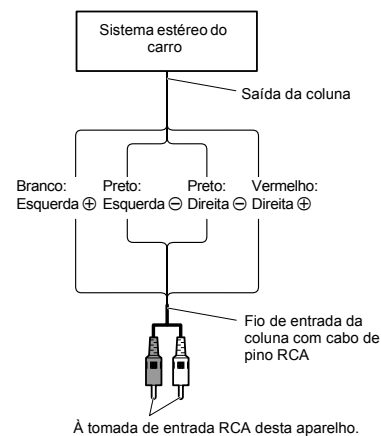 Sistema estéreo do
carro
Saída da coluna
Branco: Preto: Preto: Vermelho:
Esquerda ⊕ Esquerda ⊖ Direita ⊖ Direita ⊕
Fio de entrada da
coluna com cabo de
pino RCA
À tomada de entrada RCA desta aparelho.